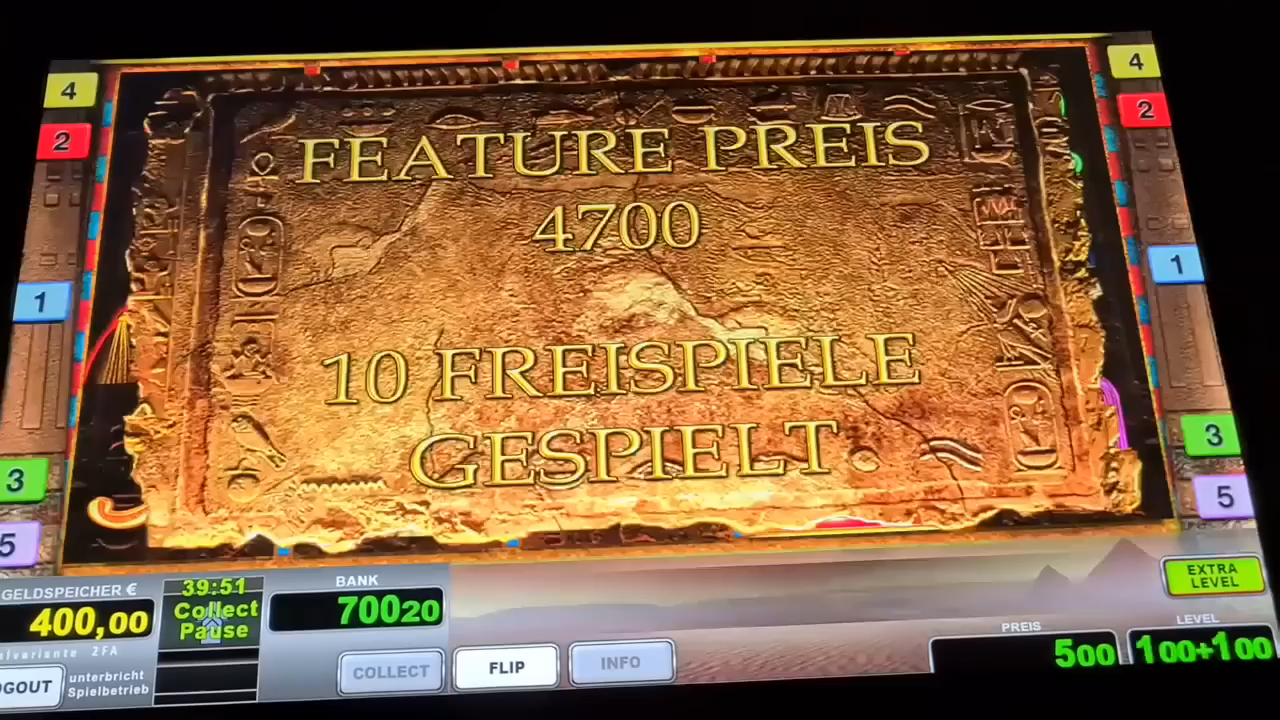 4
4
2
2
FEATURE PREIS
4700
1
1
10 FREISPIELE
GESPIELT
3
3
5
5
GELDSPEICHER €
400,00
39:51
Collect
Pause
BANK
70020
EXTRA
LEVEL
PREIS
500
LEVEL
100+100
2FA
unterbricht
Spielbetrieb
COLLECT
FLIP
INFO